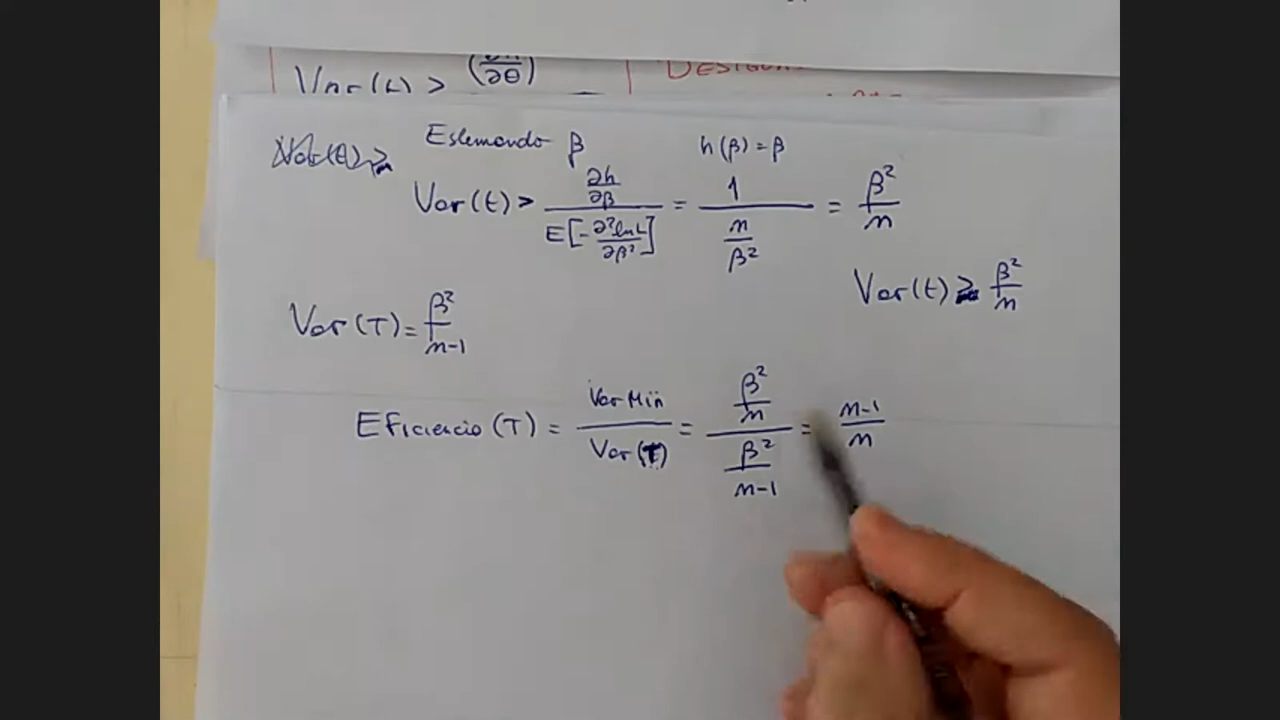 Var(t) > (∂h/∂θ)
Estimando β h(β) = β
Var(t) > (∂h/∂β) / E[-∂²lnL/∂β²] = 1 / (n/β²) = β²/n
Var(t) ≥ β²/n
Var(T) = β²/(n-1)
Eficiencia(T) = Var Min / Var(T) = (β²/n) / (β²/(n-1)) = (n-1)/n